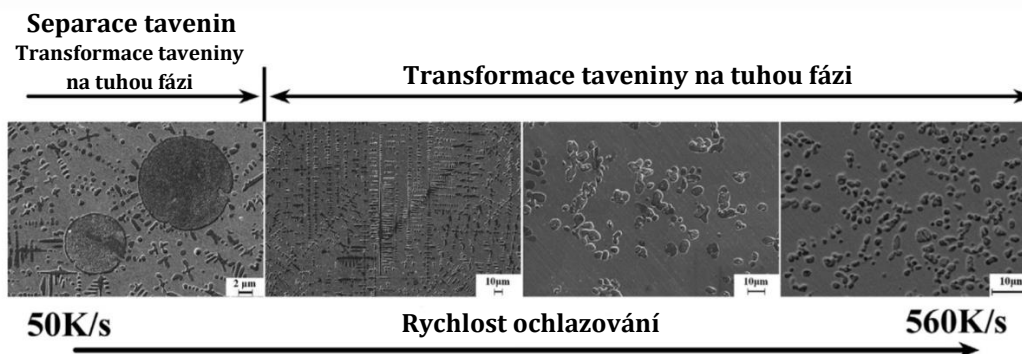 Separace tavenin
Transformace taveniny
na tuhou fázi
Transformace taveniny na tuhou fázi
2 μm
10μm
10μm
10μm
50K/s
Rychlost ochlazování
560K/s